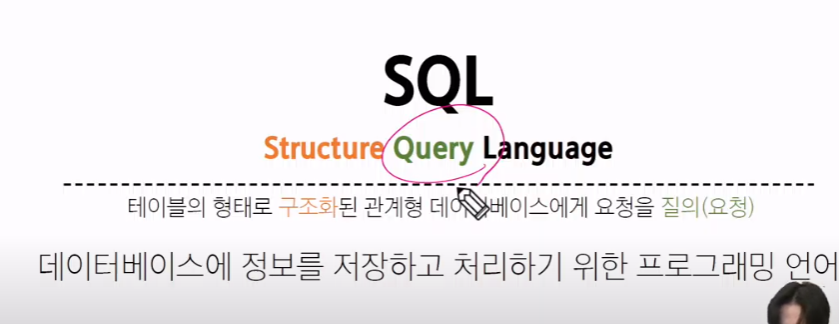 SQL
Structure Query Language
테이블의 형태로 구조화된 관계형 데이터베이스에게 요청을 질의(요청)
데이터베이스에 정보를 저장하고 처리하기 위한 프로그래밍 언어